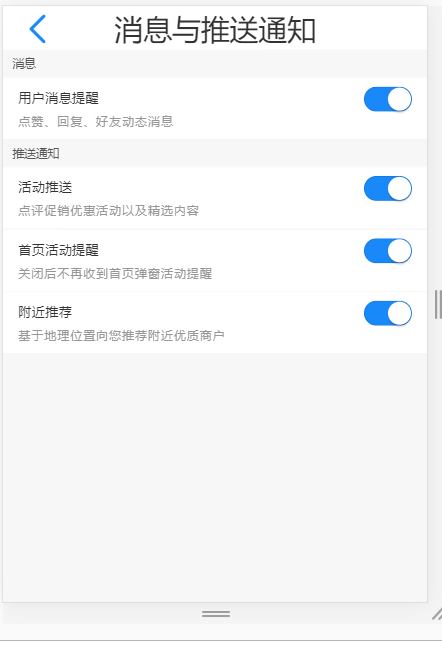 消息与推送通知
消息
用户消息提醒
点赞、回复、好友动态消息
推送通知
活动推送
点评促销优惠活动以及精选内容
首页活动提醒
关闭后不再收到首页弹窗活动提醒
附近推荐
基于地理位置向您推荐附近优质商户